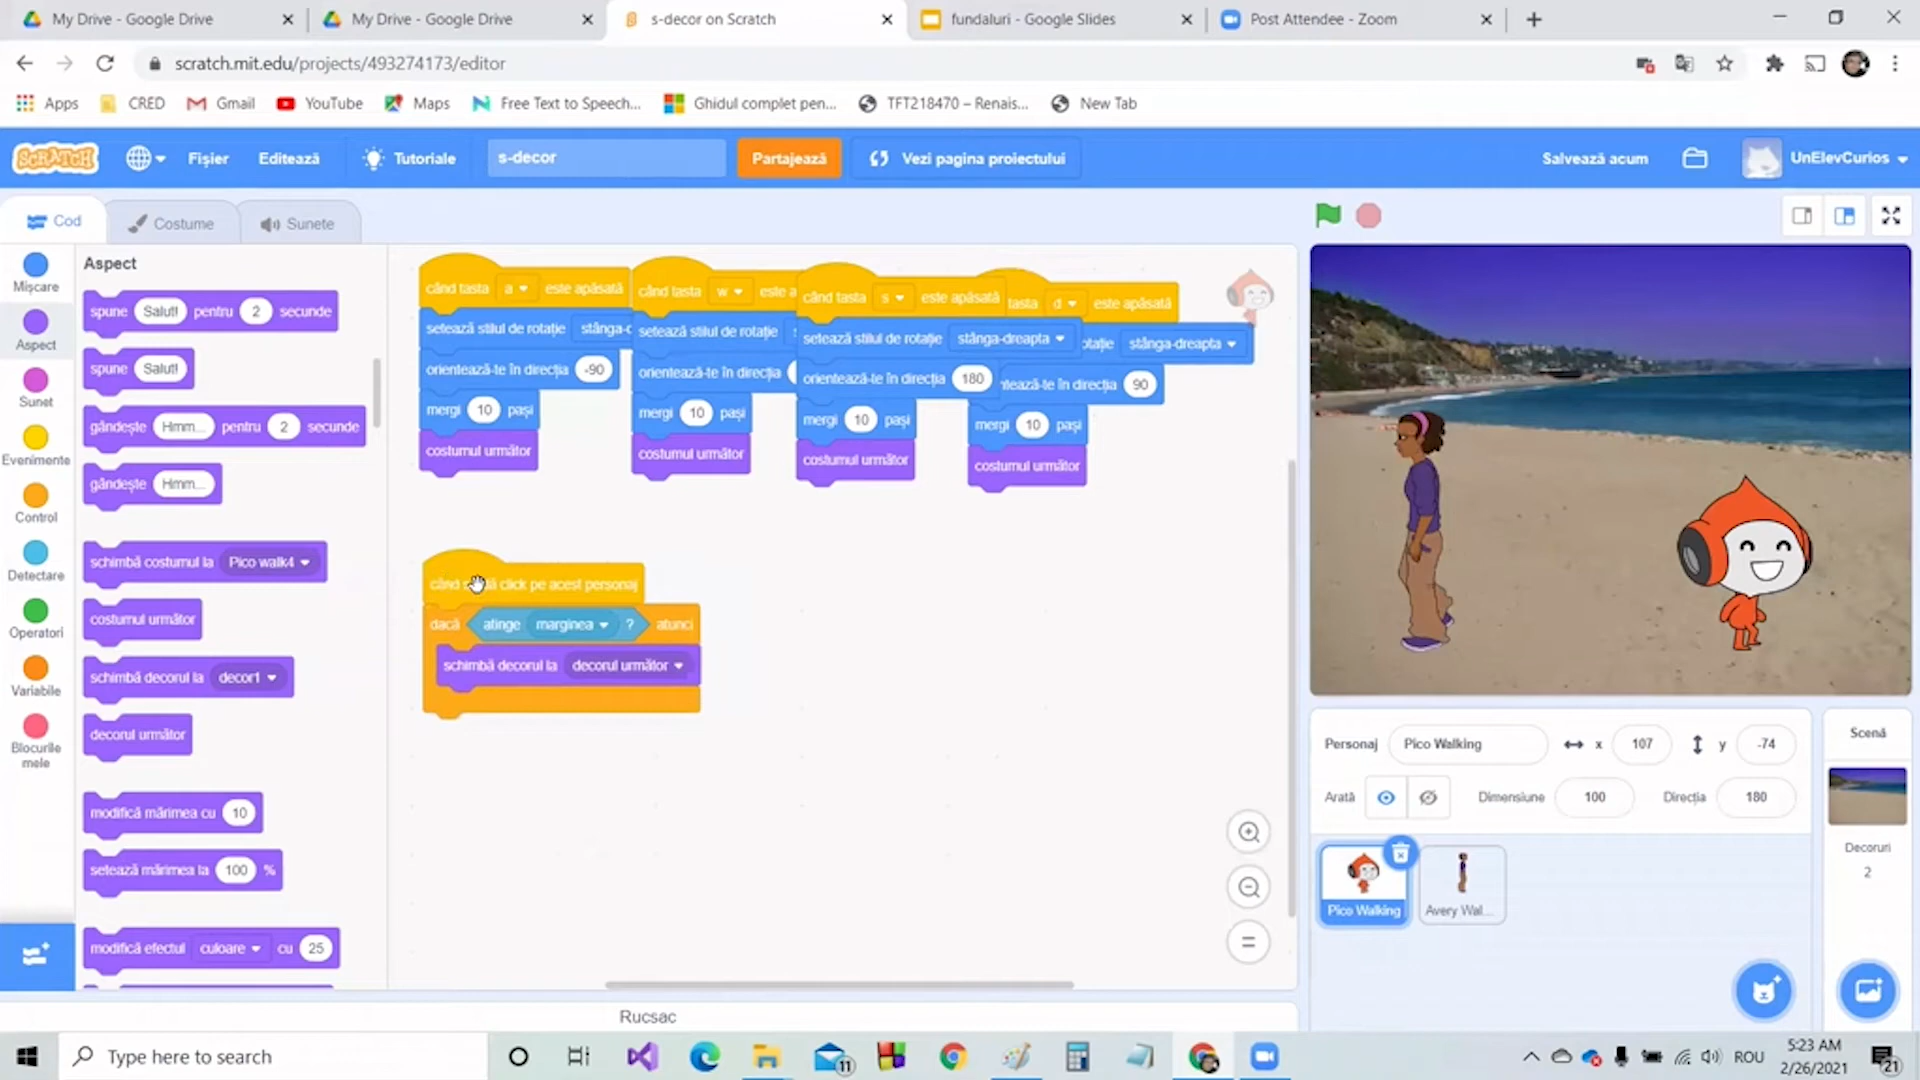 My Drive - Google Drive
My Drive - Google Drive
s-decor on Scratch
fundaluri - Google Slides
Post Attendee - Zoom
scratch.mit.edu/projects/493274173/editor
Apps
CRED
Gmail
YouTube
Maps
Free Text to Speech...
Ghidul complet pen...
TFT218470 – Renais...
New Tab
SCRATCH
Fișier
Editează
Tutoriale
s-decor
Partajează
Vezi pagina proiectului
Salvează acum
UnElevCurios
Cod
Costume
Sunete
Mișcare
Aspect
Sunet
Evenimente
Control
Detectare
Operatori
Variabile
Blocurile
mele
Aspect
spune Salut! pentru 2 secunde
spune Salut!
gândește Hmm... pentru 2 secunde
gândește Hmm...
schimbă costumul la Pico walk4
costumul următor
schimbă decorul la decor1
decorul următor
modifică mărimea cu 10
setează mărimea la 100 %
modifică efectul culoare cu 25
când tasta a este apăsată
setează stilul de rotație
orientează-te în direcția -90
mergi 10 pași
costumul următor
când tasta w
setează stilul de rotație
orientează-te în direcția
mergi 10 pași
costumul următor
când tasta s este apăsată
setează stilul de rotație stânga-dreapta
orientează-te în direcția 180
mergi 10 pași
costumul următor
tasta d este apăsată
stânga-dreapta
direcția 90
mergi 10 pași
costumul următor
când click pe acest personaj
dacă atinge marginea ? atunci
schimbă decorul la decorul următor
Rucsac
Personaj Pico Walking x 107 y -74
Arată Dimensiune 100 Direcția 180
Pico Walking
Avery Wal...
Scenă
Decoruri
2
Type here to search
11
ROU
5:23 AM
2/26/2021
21